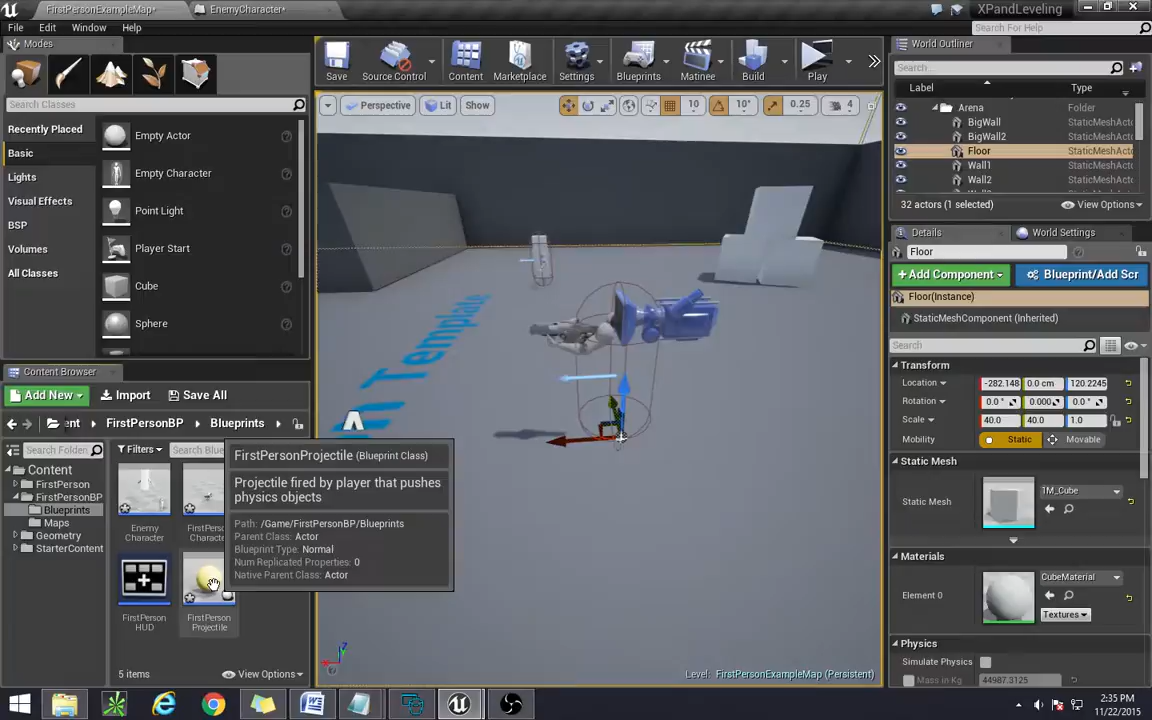 FirstPersonExampleMap*
EnemyCharacter*
XPandLeveling
File
Edit
Window
Help
Search For Help
Modes
Search Classes
Recently Placed
Basic
Lights
Visual Effects
BSP
Volumes
All Classes
Empty Actor
Empty Character
Point Light
Player Start
Cube
Sphere
Save
Source Control
Content
Marketplace
Settings
Blueprints
Matinee
Build
Play
Perspective
Lit
Show
10
10°
0.25
4
World Outliner
Search...
Label
Type
Arena
Folder
BigWall
StaticMeshActo
BigWall2
StaticMeshActo
Floor
StaticMeshActo
Wall1
StaticMeshActo
Wall2
StaticMeshActo
32 actors (1 selected)
View Options
Details
World Settings
Floor
+Add Component
Blueprint/Add Scr
Floor(Instance)
StaticMeshComponent (Inherited)
Search
Transform
Location
-282.148
0.0 cm
120.2245
Rotation
0.0 °
0.000
0.0 °
Scale
40.0
40.0
1.0
Mobility
Static
Movable
Static Mesh
Static Mesh
1M_Cube
Materials
Element 0
CubeMaterial
Textures
Physics
Simulate Physics
Mass in Kg
44987.3125
Template
Content Browser
Add New
Import
Save All
ent
FirstPersonBP
Blueprints
Search Folders
Filters
Search Blue
Content
FirstPerson
FirstPersonBP
Blueprints
Maps
Geometry
StarterContent
Enemy
Character
FirstPerson
Character
FirstPerson
HUD
FirstPerson
Projectile
5 items
View Options
FirstPersonProjectile (Blueprint Class)
Projectile fired by player that pushes
physics objects
Path: /Game/FirstPersonBP/Blueprints
Parent Class: Actor
Blueprint Type: Normal
Num Replicated Properties: 0
Native Parent Class: Actor
Level: FirstPersonExampleMap (Persistent)
2:35 PM
11/22/2015